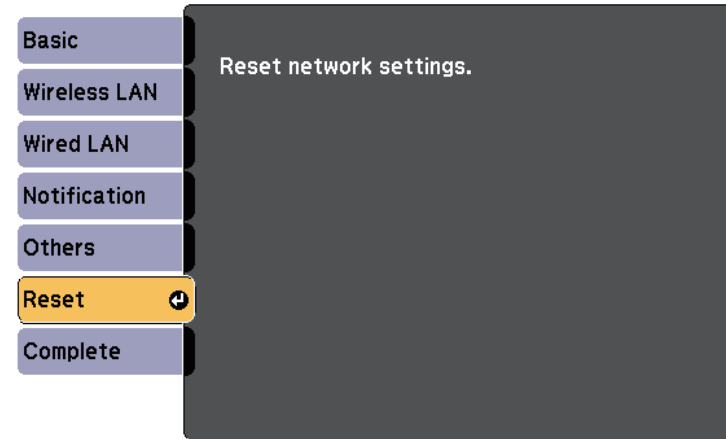 Basic
Wireless LAN
Wired LAN
Notification
Others
Reset
Complete
Reset network settings.